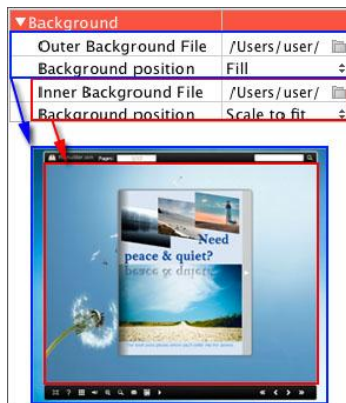 ▼Background
Outer Background File /Users/user/
Background position Fill
Inner Background File /Users/user/
Background position Scale to fit
Pages:
Need
peace & quiet?